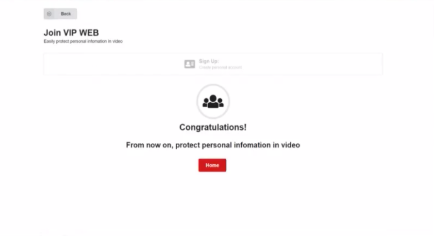 Back
Join VIP WEB
Easily protect personal infomation in video
Sign Up
Congratulations!
From now on, protect personal infomation in video
Home